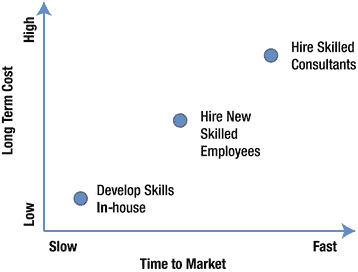 High
Long Term Cost
Low
Hire Skilled
Consultants
Hire New
Skilled
Employees
Develop Skills
In-house
Slow
Fast
Time to Market